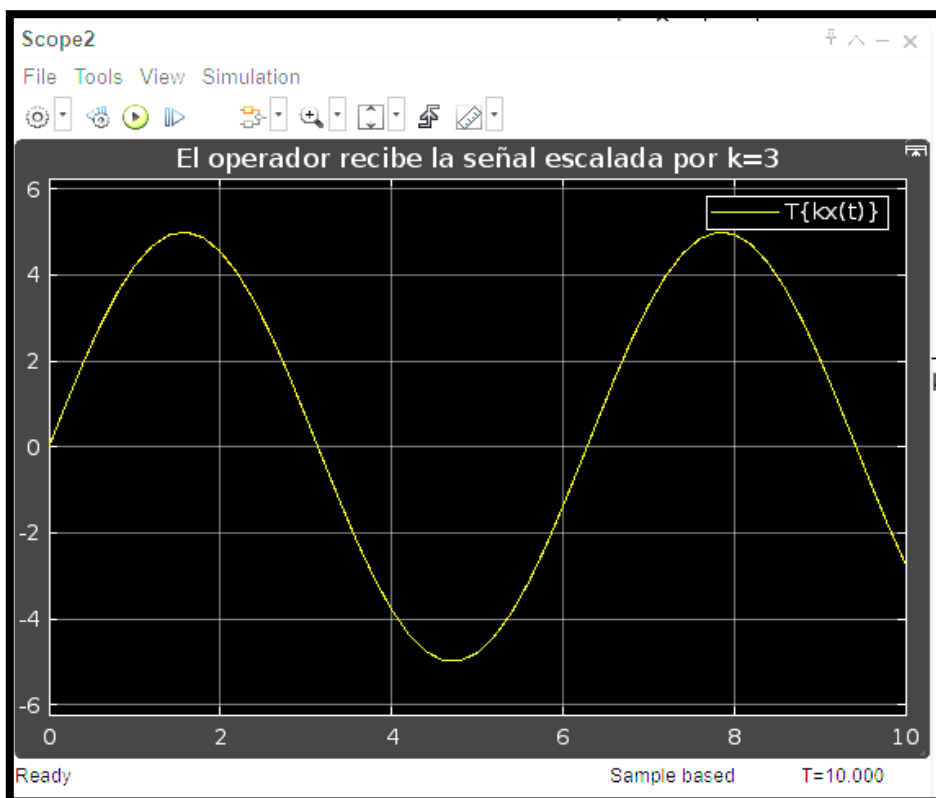 Scope2
File Tools View Simulation
El operador recibe la señal escalada por k=3
T{kx(t)}
6
4
2
0
-2
-4
-6
0 2 4 6 8 10
Ready Sample based T=10.000